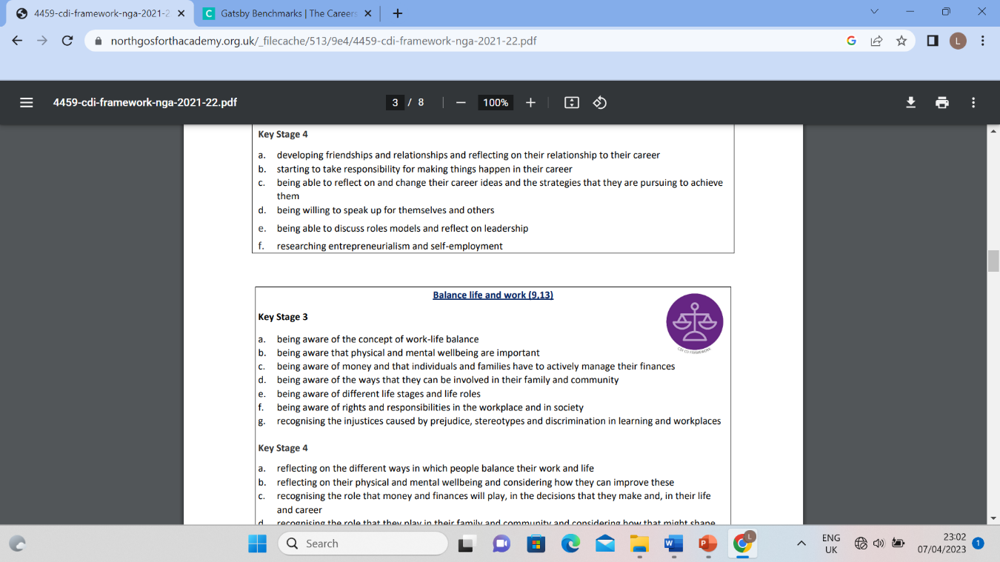 4459-cdi-framework-nga-2021-2
Gatsby Benchmarks | The Careers
northgosforthacademy.org.uk/_filecache/513/9e4/4459-cdi-framework-nga-2021-22.pdf
L
4459-cdi-framework-nga-2021-22.pdf
3 / 8
100%
Key Stage 4
a. developing friendships and relationships and reflecting on their relationship to their career
b. starting to take responsibility for making things happen in their career
c. being able to reflect on and change their career ideas and the strategies that they are pursuing to achieve
them
d. being willing to speak up for themselves and others
e. being able to discuss roles models and reflect on leadership
f. researching entrepreneurialism and self-employment
Balance life and work (9,13)
CDI CD FRAMEWORK
Key Stage 3
a. being aware of the concept of work-life balance
b. being aware that physical and mental wellbeing are important
c. being aware of money and that individuals and families have to actively manage their finances
d. being aware of the ways that they can be involved in their family and community
e. being aware of different life stages and life roles
f. being aware of rights and responsibilities in the workplace and in society
g. recognising the injustices caused by prejudice, stereotypes and discrimination in learning and workplaces
Key Stage 4
a. reflecting on the different ways in which people balance their work and life
b. reflecting on their physical and mental wellbeing and considering how they can improve these
c. recognising the role that money and finances will play, in the decisions that they make and, in their life
and career
d. recognising the role that they play in their family and community and considering how that might shape
Search
L
ENG
UK
23:02
07/04/2023
1